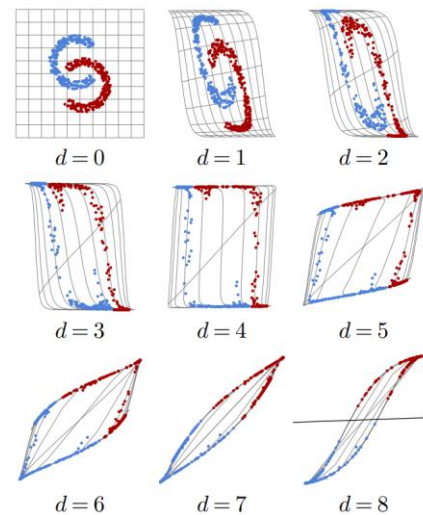 d = 0 d = 1 d = 2
d = 3 d = 4 d = 5
d = 6 d = 7 d = 8